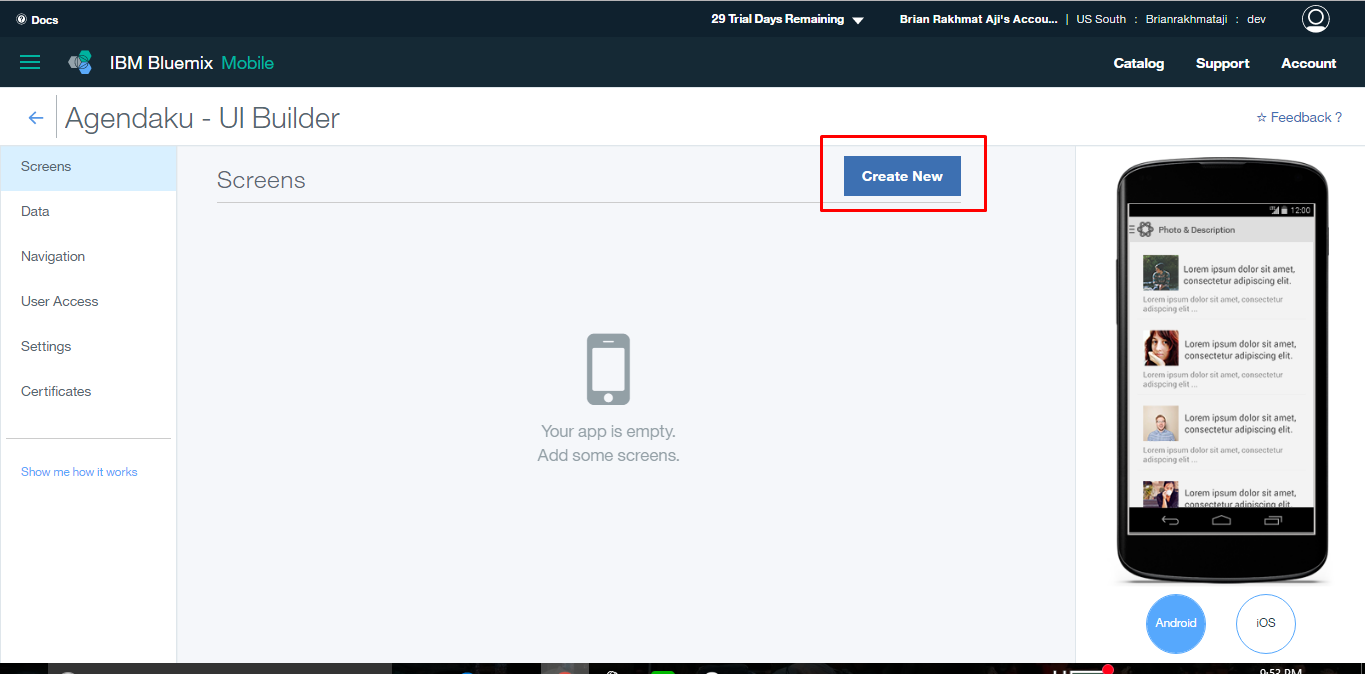 Docs
29 Trial Days Remaining
Brian Rakhmat Aji's Accou... | US South : Brianrakhmataji : dev
IBM Bluemix Mobile
Catalog Support Account
Agendaku - UI Builder
☆ Feedback ?
Screens
Data
Navigation
User Access
Settings
Certificates
Show me how it works
Screens
Create New
Your app is empty.
Add some screens.
12:00
Photo & Description
Lorem ipsum dolor sit amet,
consectetur adipiscing elit.
Lorem ipsum dolor sit amet, consectetur
adipscing elit ...
Lorem ipsum dolor sit amet,
consectetur adipiscing elit.
Lorem ipsum dolor sit amet, consectetur
adipscing elit ...
Lorem ipsum dolor sit amet,
consectetur adipiscing elit.
Lorem ipsum dolor sit amet, consectetur
adipscing elit ...
Lorem ipsum dolor sit amet,
consectetur adipiscing elit.
Android
iOS
9:52 PM